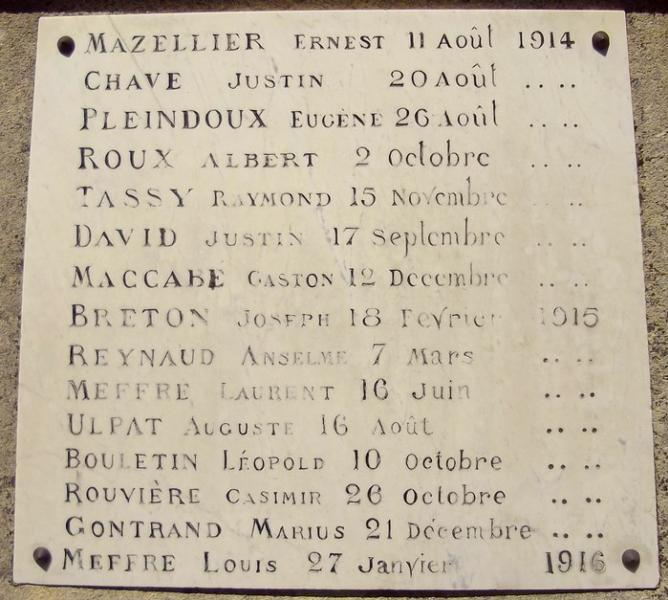 MAZELLIER ERNEST 11 Août 1914
CHAVE JUSTIN 20 Août .. ..
PLEINDOUX EUGÈNE 26 Août .. ..
ROUX ALBERT 2 Octobre .. ..
TASSY RAYMOND 15 Novembre .. ..
DAVID JUSTIN 17 Septembre .. ..
MACCABE GASTON 12 Décembre .. ..
BRETON JOSEPH 18 Février 1915
REYNAUD ANSELME 7 Mars .. ..
MEFFRE LAURENT 16 Juin .. ..
ULPAT AUGUSTE 16 Août .. ..
BOULETIN LÉOPOLD 10 Octobre .. ..
ROUVIÈRE CASIMIR 26 Octobre .. ..
GONTRAND MARIUS 21 Décembre .. ..
MEFFRE LOUIS 27 Janvier 1916